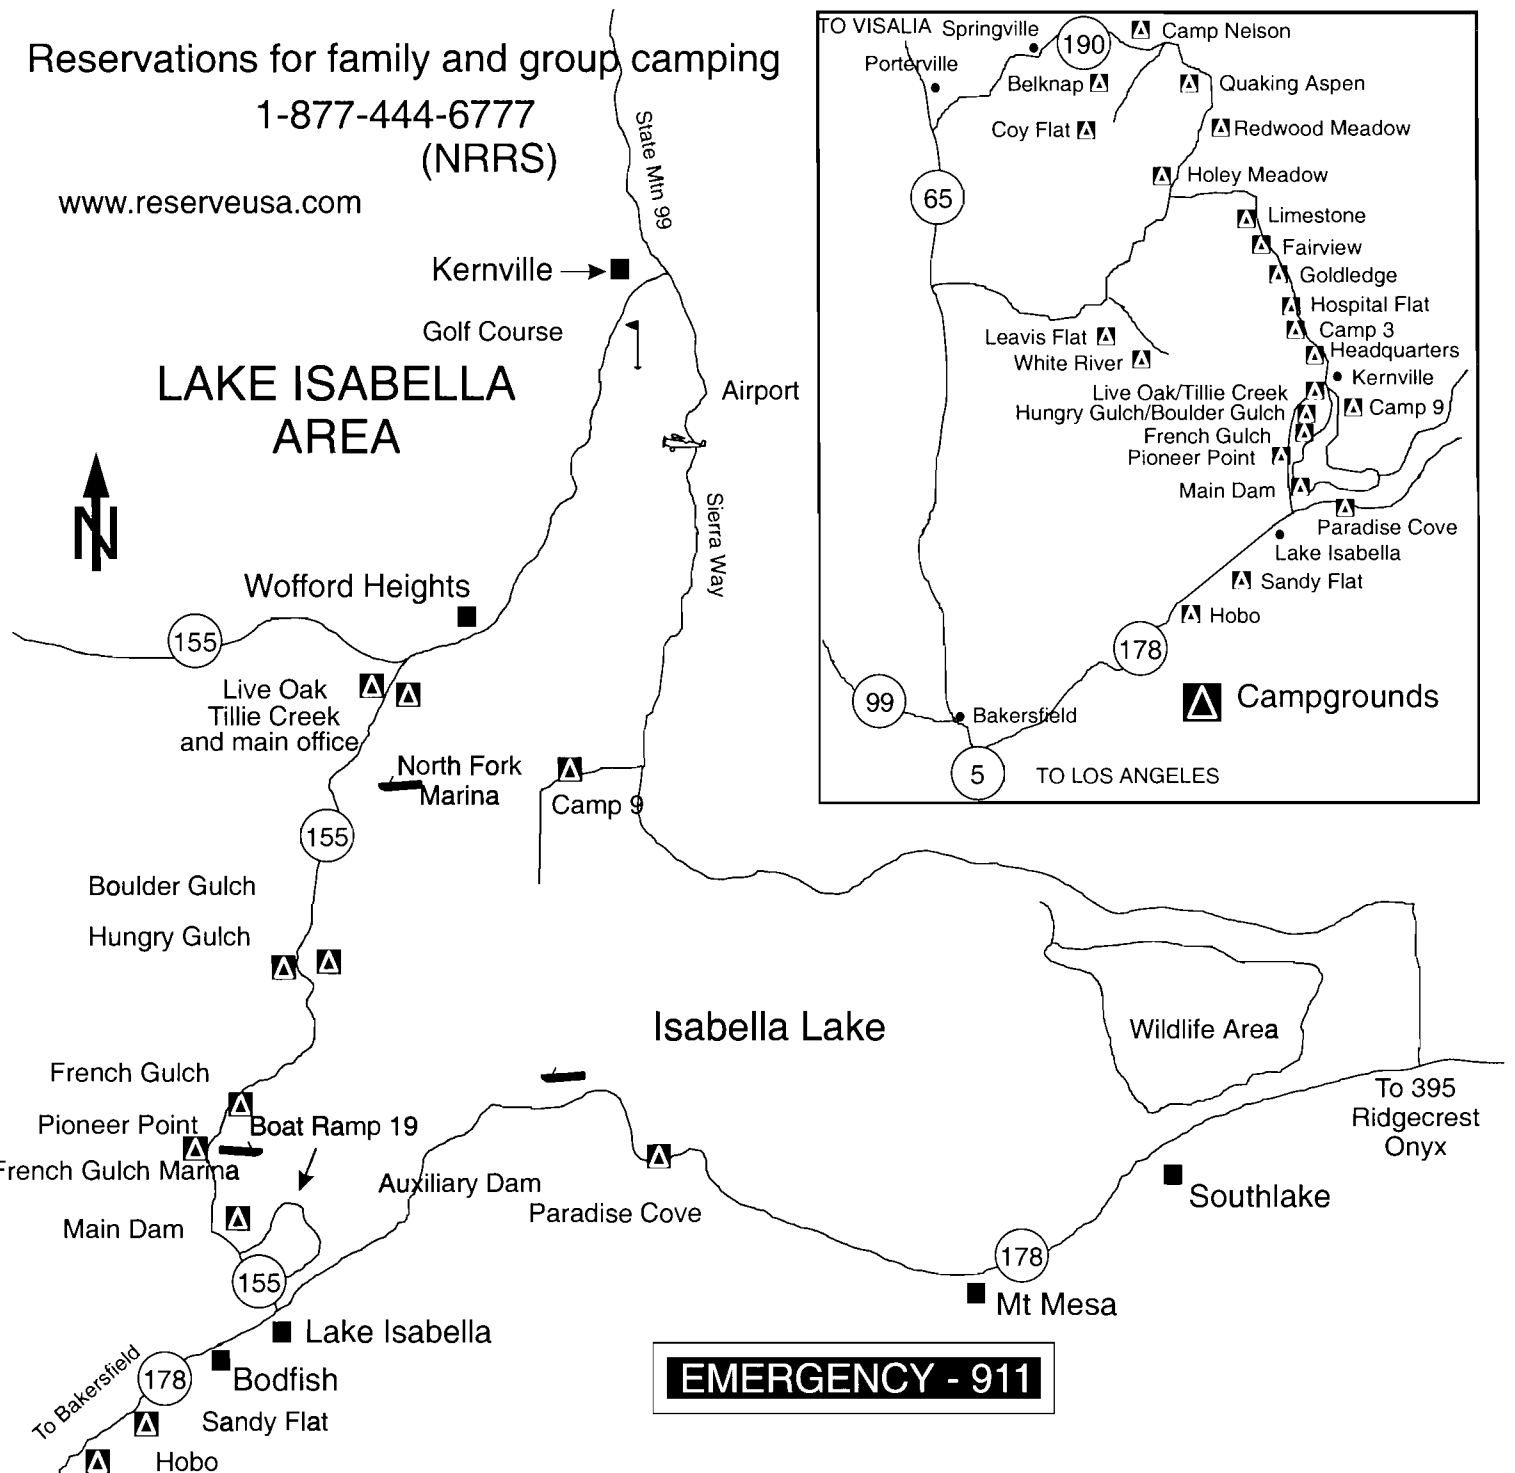 Reservations for family and group camping
1-877-444-6777
(NRRS)
www.reserveusa.com
State Mtn 99
Kernville
Golf Course
LAKE ISABELLA
AREA
Airport
N
Sierra Way
Wofford Heights
155
Live Oak
Tillie Creek
and main office
North Fork
Marina
Camp 9
155
Boulder Gulch
Hungry Gulch
Isabella Lake
Wildlife Area
French Gulch
Pioneer Point
Boat Ramp 19
French Gulch Marina
Auxiliary Dam
Paradise Cove
Main Dam
155
To 395
Ridgecrest
Onyx
Southlake
178
Mt Mesa
Lake Isabella
Bodfish
To Bakersfield
178
Sandy Flat
Hobo
EMERGENCY - 911
TO VISALIA
Springville
190
Camp Nelson
Porterville
Belknap
Quaking Aspen
Coy Flat
Redwood Meadow
Holey Meadow
65
Limestone
Fairview
Goldledge
Hospital Flat
Camp 3
Leavis Flat
Headquarters
White River
Kernville
Live Oak/Tillie Creek
Camp 9
Hungry Gulch/Boulder Gulch
French Gulch
Pioneer Point
Main Dam
Paradise Cove
Lake Isabella
Sandy Flat
Hobo
178
99
Campgrounds
Bakersfield
5
TO LOS ANGELES